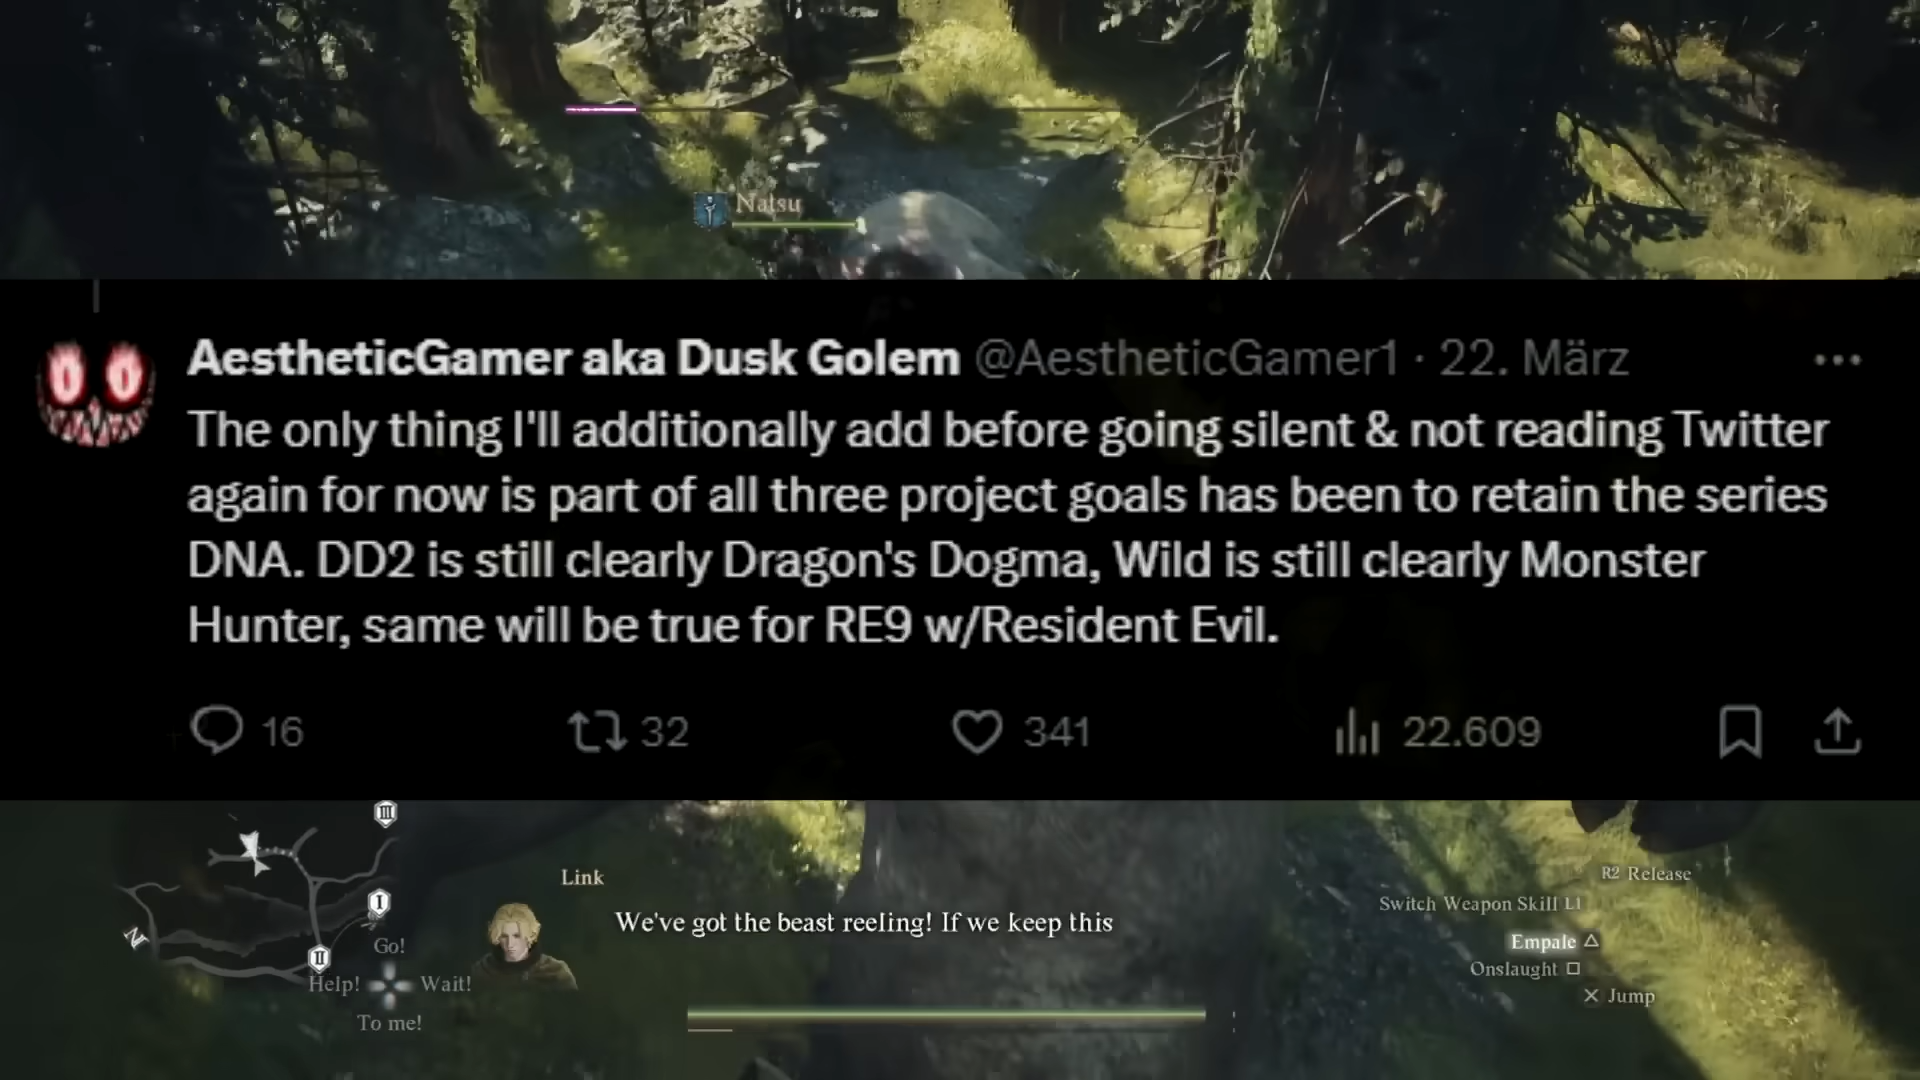 Natsu
AestheticGamer aka Dusk Golem @AestheticGamer1 · 22. März
The only thing I'll additionally add before going silent & not reading Twitter
again for now is part of all three project goals has been to retain the series
DNA. DD2 is still clearly Dragon's Dogma, Wild is still clearly Monster
Hunter, same will be true for RE9 w/Resident Evil.
16 32 341 22.609
III
I
II
N
Go!
Help! Wait!
To me!
Link
We've got the beast reeling! If we keep this
R2 Release
Switch Weapon Skill L1
Empale △
Onslaught □
✕ Jump